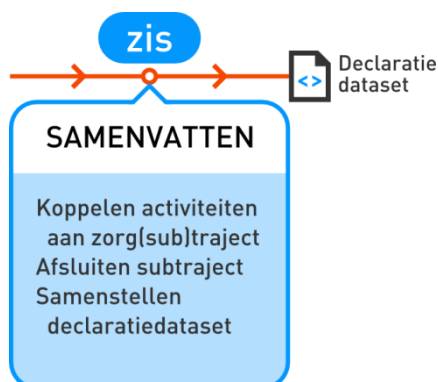 zis
Declaratie
dataset
<>
SAMENVATTEN
Koppelen activiteiten
aan zorg(sub)traject
Afsluiten subtraject
Samenstellen
declaratiedataset